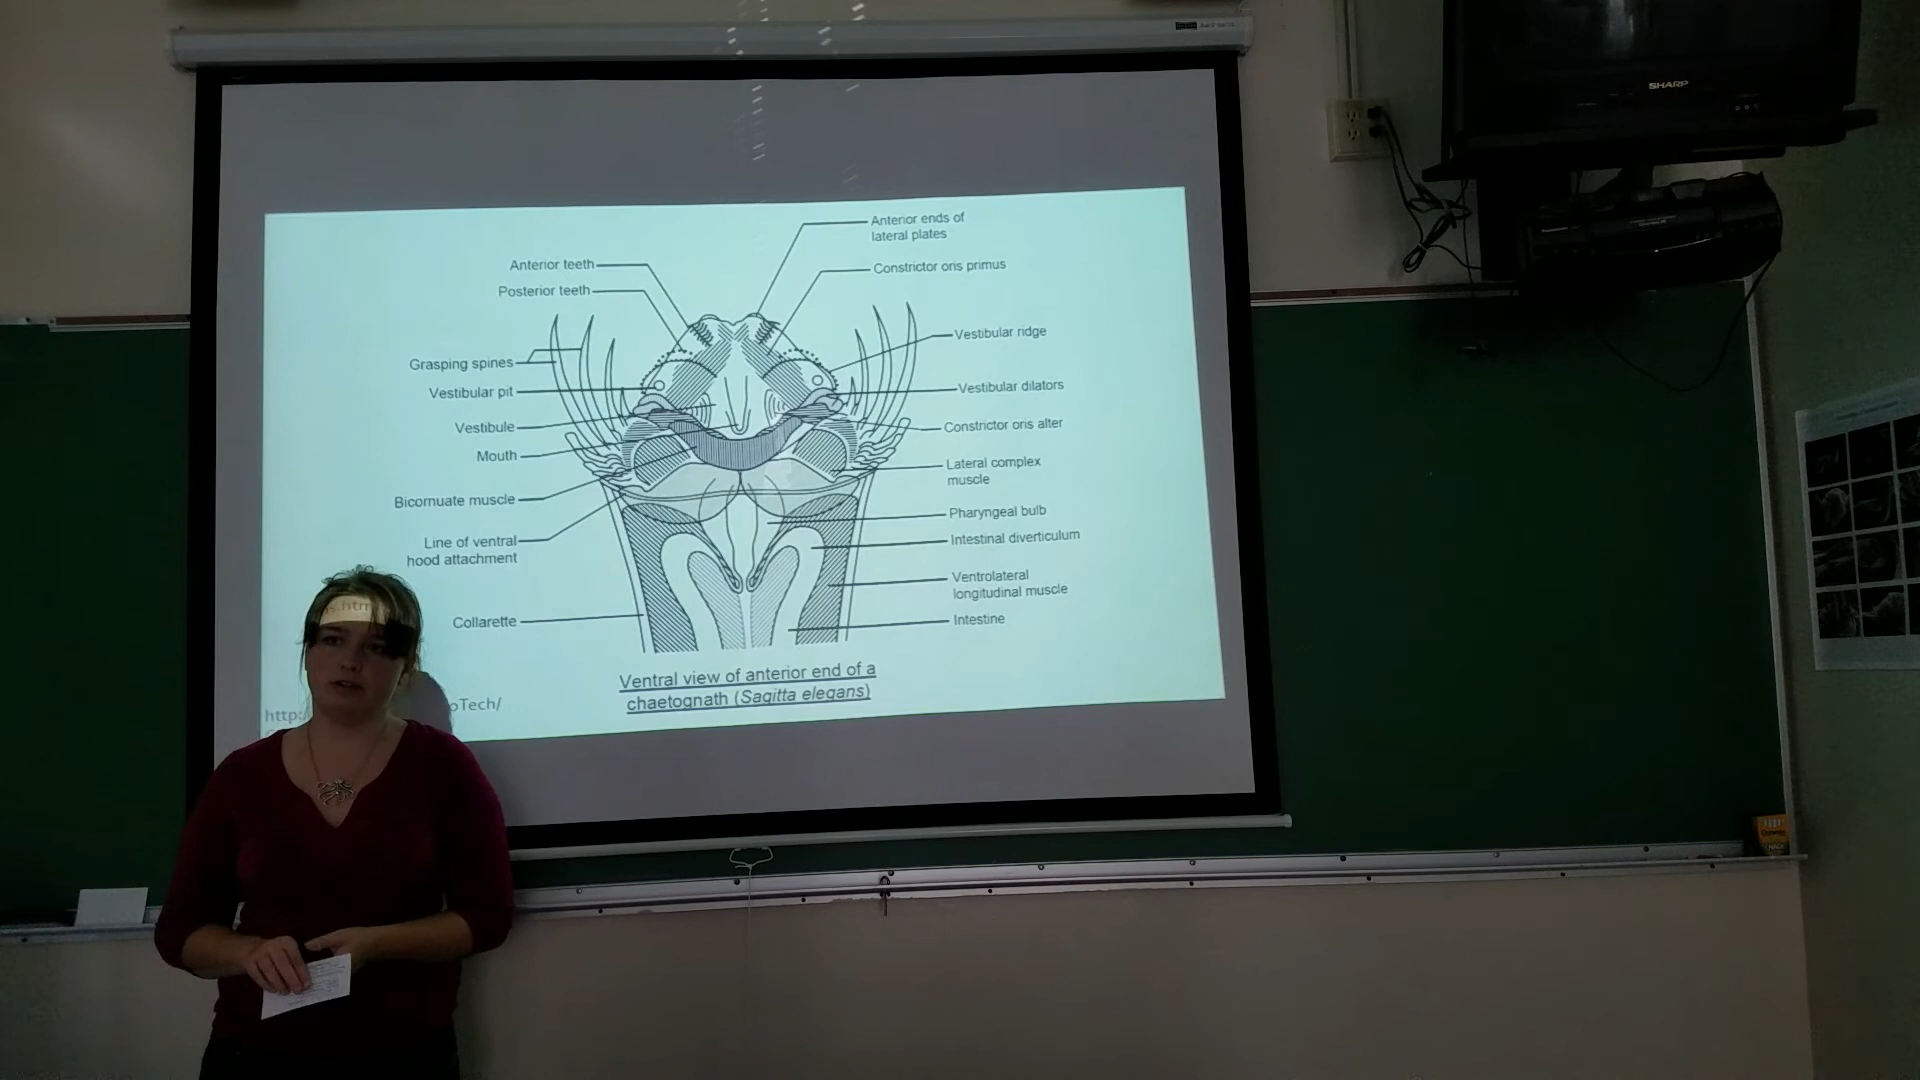 SHARP
Anterior ends of
lateral plates
Anterior teeth
Constrictor oris primus
Posterior teeth
Vestibular ridge
Grasping spines
Vestibular pit
Vestibular dilators
Vestibule
Constrictor oris alter
Mouth
Lateral complex
muscle
Bicornuate muscle
Pharyngeal bulb
Line of ventral
hood attachment
Intestinal diverticulum
Ventrolateral
longitudinal muscle
Collarette
Intestine
Ventral view of anterior end of a
chaetognath (Sagitta elegans)
http:/
oTech/
s.htm